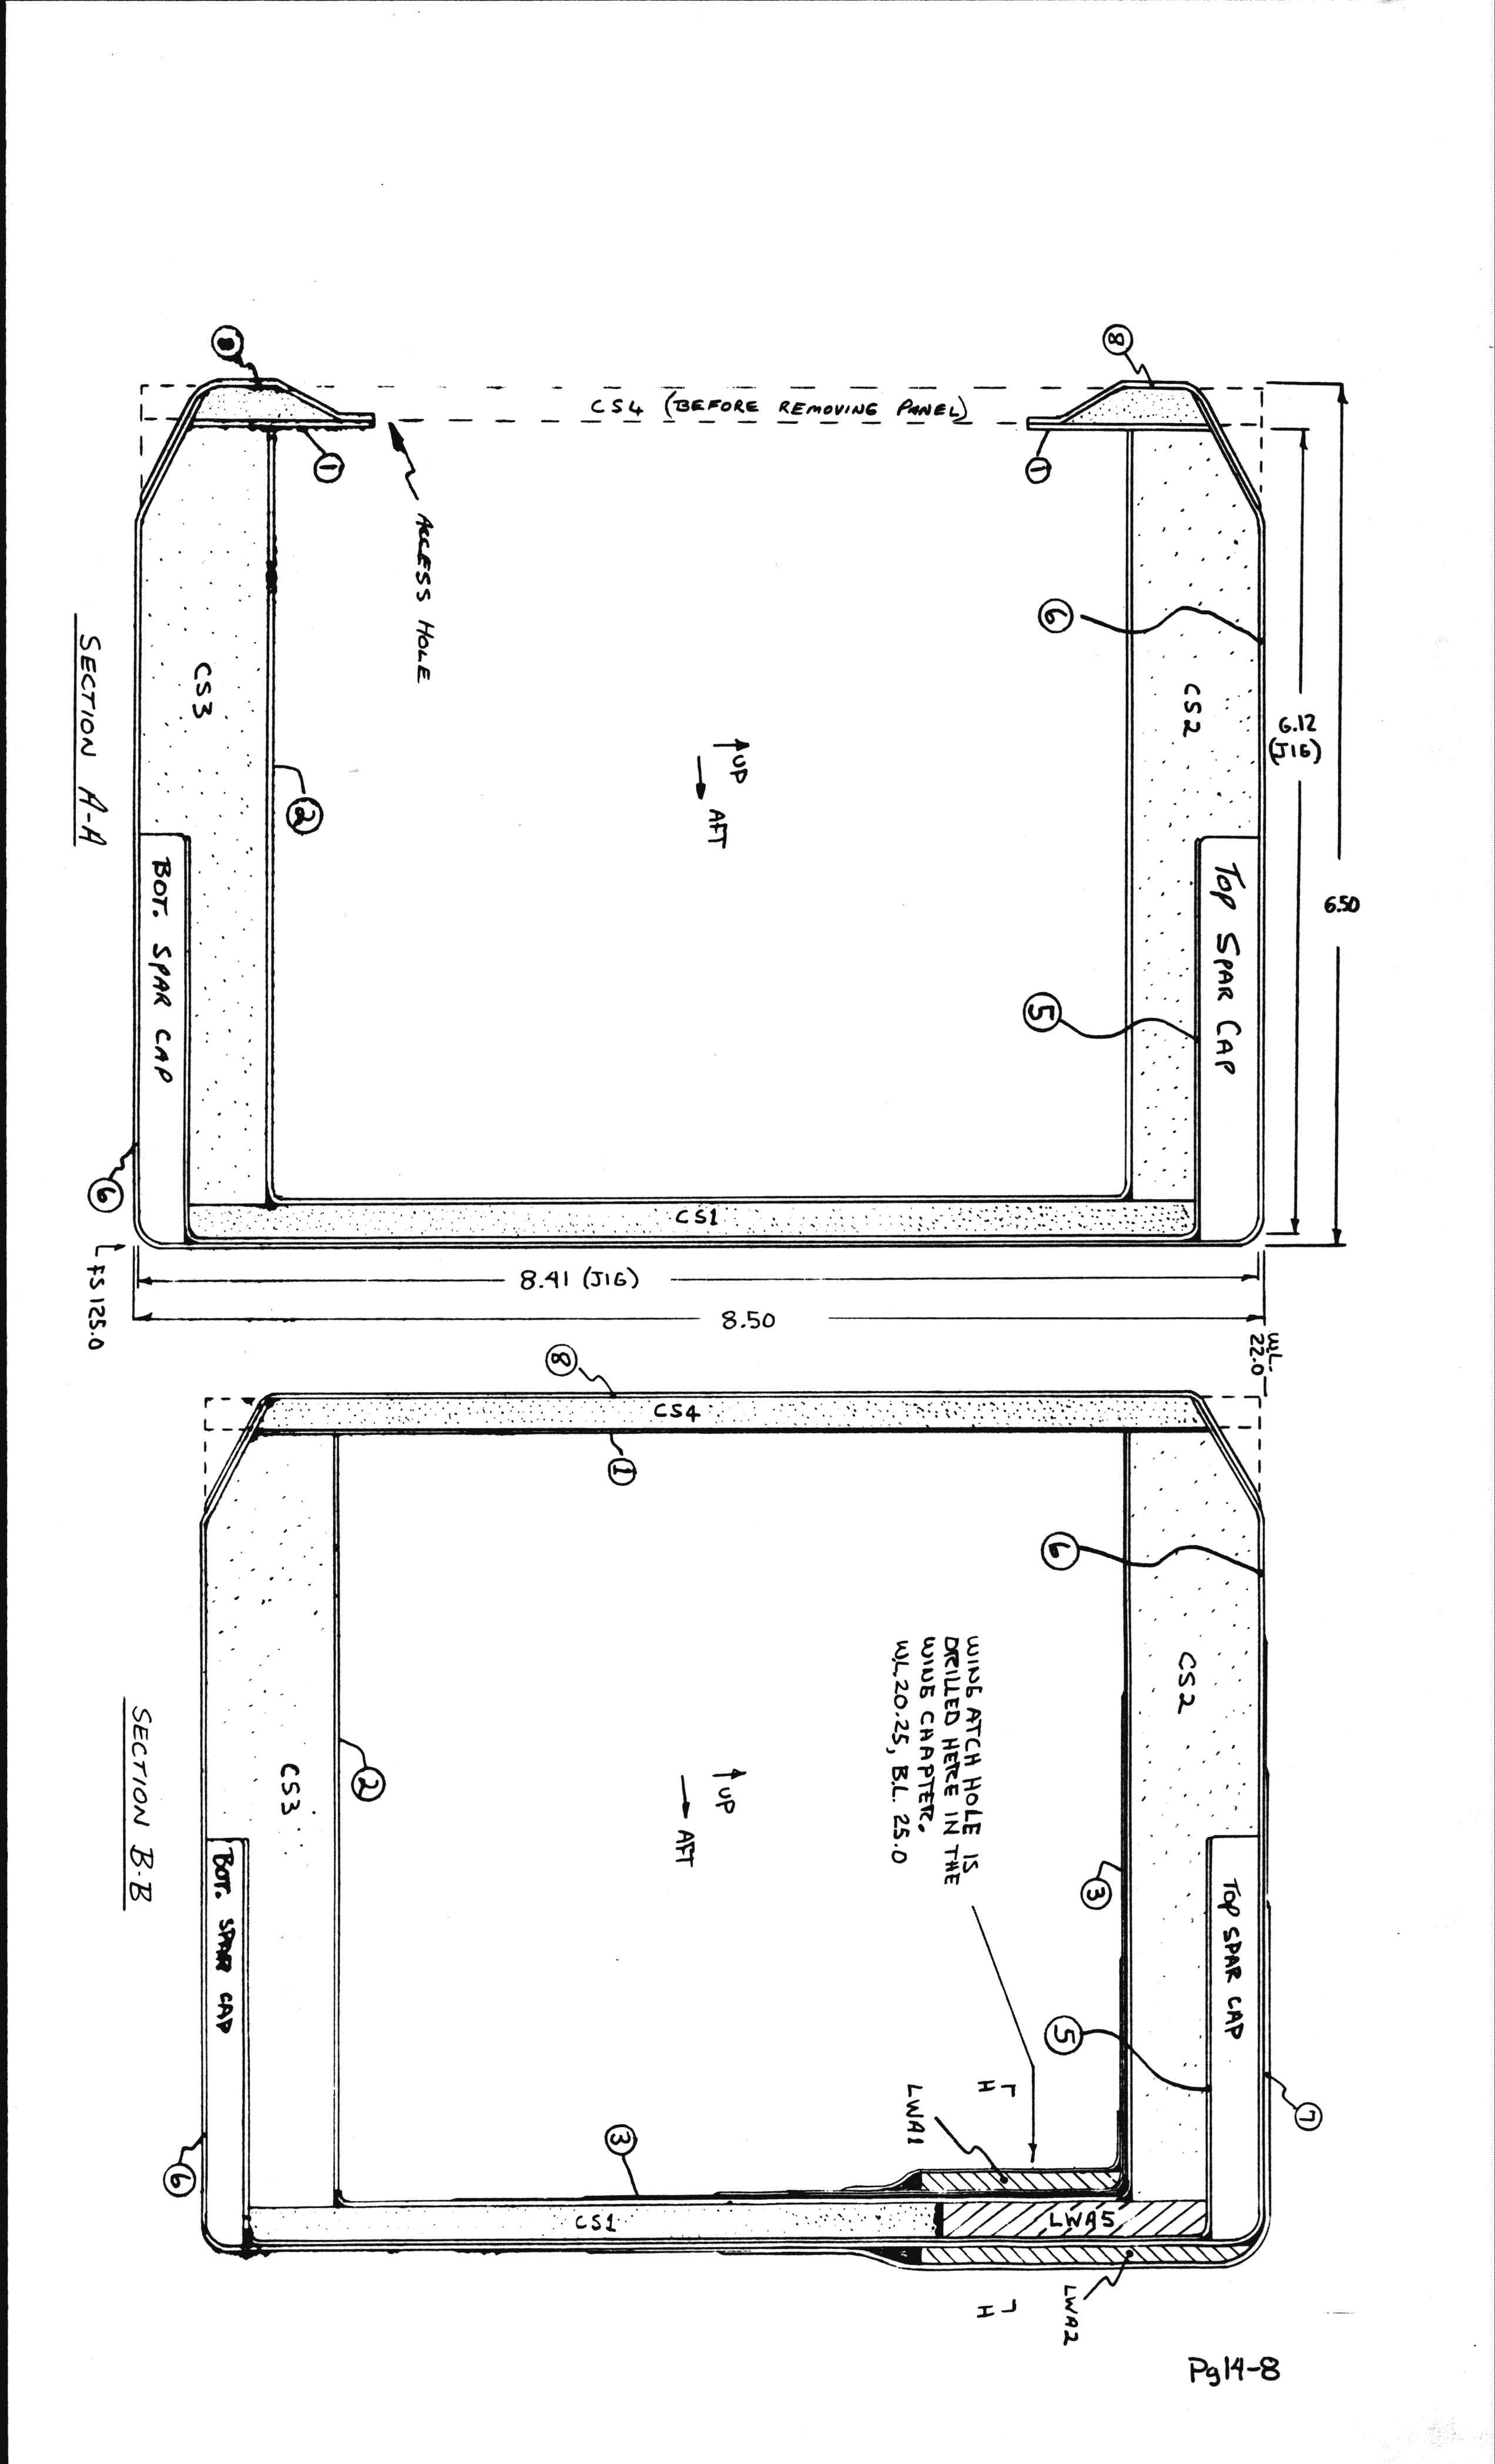 8
8
CS4 (BEFORE REMOVING PANEL)
1
1
ACCESS HOLE
6
CS3
CS2
6.12
(JIG)
UP
AFT
2
5
6.50
BOT. SPAR CAP
TOP SPAR CAP
SECTION A-A
6
CS1
FS 125.0
8.41 (JIG)
8.50
W.L.
22.0
8
CS4
1
6
CS2
WING ATCH HOLE IS
DRILLED HERE IN THE
WING CHAPTER.
W.L. 20.25, B.L. 25.0
UP
AFT
2
CS3
3
5
7
BOT. SPAR CAP
TOP SPAR CAP
SECTION B-B
H
LWA1
3
6
CS1
LWA5
H
LWA2
Pg 14-8